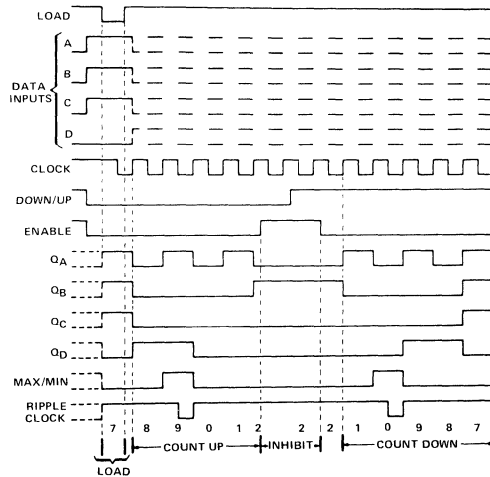 LOAD
A
B
DATA
INPUTS
C
D
CLOCK
DOWN/UP
ENABLE
QA
QB
QC
QD
MAX/MIN
RIPPLE
CLOCK
7 8 9 0 1 2 2 2 1 0 9 8 7
COUNT UP INHIBIT COUNT DOWN
LOAD